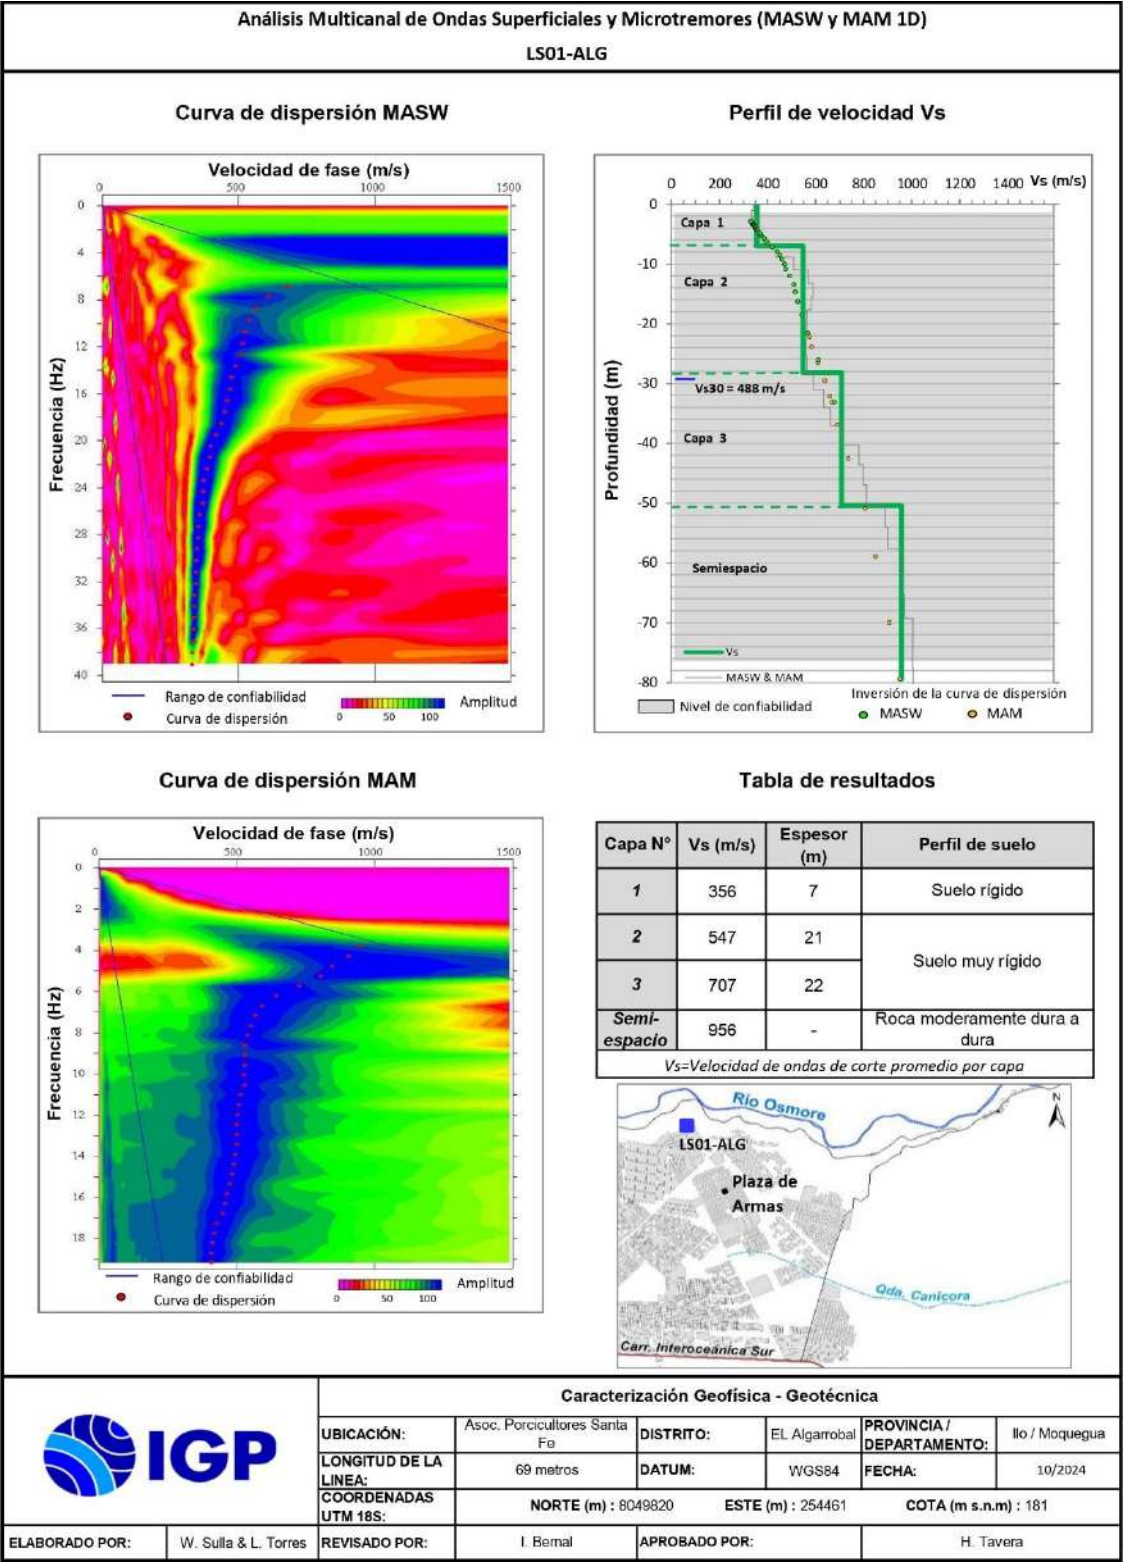 Análisis Multicanal de Ondas Superficiales y Microtremores (MASW y MAM 1D)
LS01-ALG
Curva de dispersión MASW
Velocidad de fase (m/s)
0 500 1000 1500
Frecuencia (Hz)
0
4
8
12
16
20
24
28
32
36
40
Rango de confiabilidad
Curva de dispersión
0 50 100
Amplitud
Perfil de velocidad Vs
0 200 400 600 800 1000 1200 1400 Vs (m/s)
Profundidad (m)
0
-10
-20
-30
-40
-50
-60
-70
-80
Capa 1
Capa 2
Vs30 = 488 m/s
Capa 3
Semiespacio
Vs
MASW & MAM
Nivel de confiabilidad
Inversión de la curva de dispersión
MASW MAM
Curva de dispersión MAM
Velocidad de fase (m/s)
0 500 1000 1500
Frecuencia (Hz)
0
2
4
6
8
10
12
14
16
18
Rango de confiabilidad
Curva de dispersión
0 50 100
Amplitud
Tabla de resultados
Capa N° Vs (m/s) Espesor (m) Perfil de suelo
1 356 7 Suelo rígido
2 547 21 Suelo muy rígido
3 707 22
Semi-espacio 956 - Roca moderamente dura a dura
Vs=Velocidad de ondas de corte promedio por capa
Río Osmore
N
LS01-ALG
Plaza de
Armas
Qda. Canicora
Carr. Interoceánica Sur
IGP
Caracterización Geofísica - Geotécnica
UBICACIÓN: Asoc. Porcicultores Santa Fe DISTRITO: EL Algarrobal PROVINCIA / DEPARTAMENTO: Ilo / Moquegua
LONGITUD DE LA LINEA: 69 metros DATUM: WGS84 FECHA: 10/2024
COORDENADAS UTM 18S: NORTE (m) : 8049820 ESTE (m) : 254461 COTA (m s.n.m) : 181
ELABORADO POR: W. Sulla & L. Torres REVISADO POR: I. Bernal APROBADO POR: H. Tavera